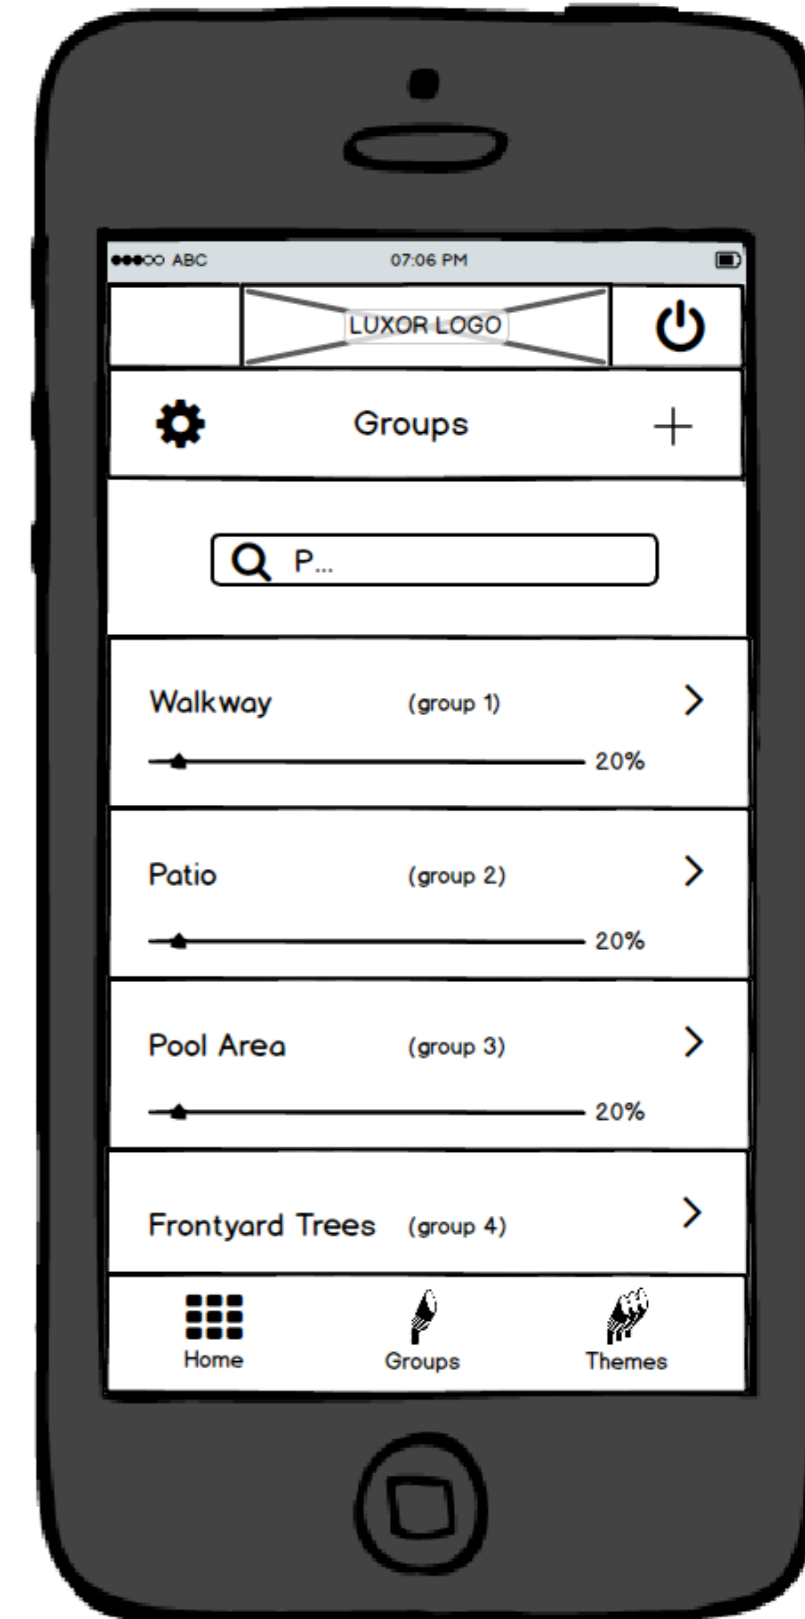 ABC 07:06 PM
LUXOR LOGO
Groups
P...
Walkway (group 1)
20%
Patio (group 2)
20%
Pool Area (group 3)
20%
Frontyard Trees (group 4)
Home Groups Themes